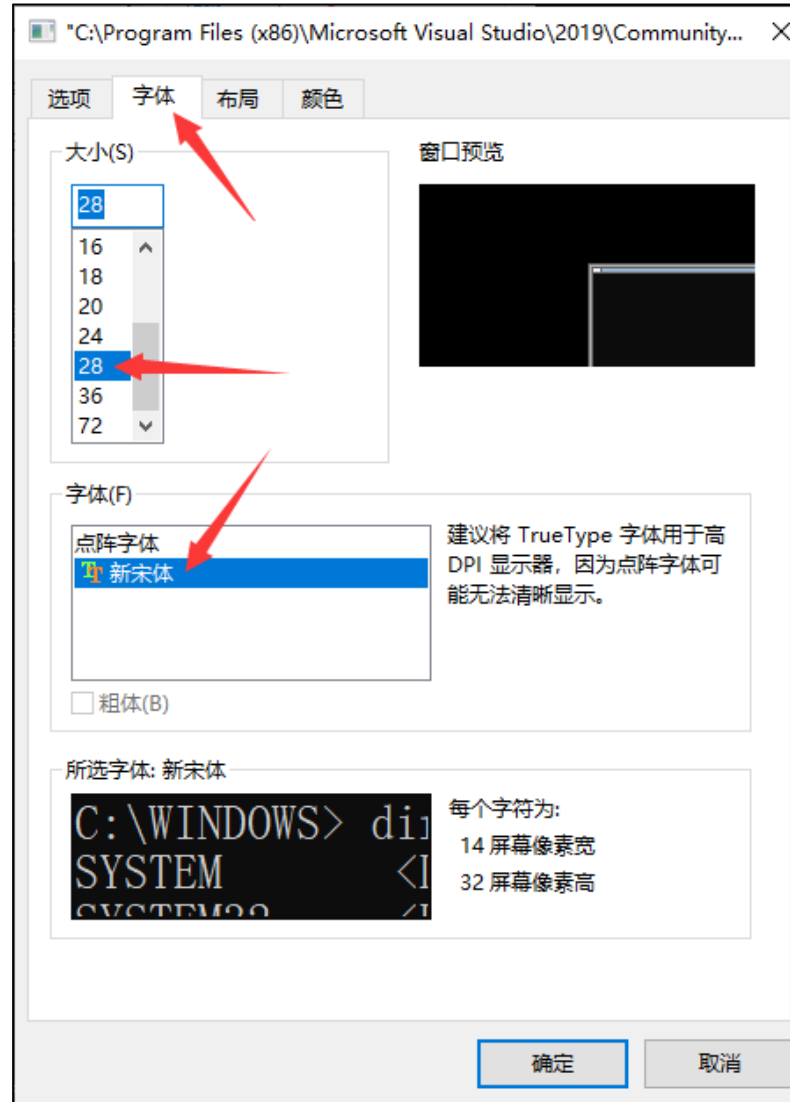 "C:\Program Files (x86)\Microsoft Visual Studio\2019\Community...
选项 字体 布局 颜色
大小(S)
窗口预览
28
16
18
20
24
28
36
72
字体(F)
点阵字体
新宋体
建议将 TrueType 字体用于高
DPI 显示器，因为点阵字体可
能无法清晰显示。
粗体(B)
所选字体: 新宋体
C:\WINDOWS> dir
SYSTEM <I
SYSTEM32 <I
每个字符为:
14 屏幕像素宽
32 屏幕像素高
确定
取消